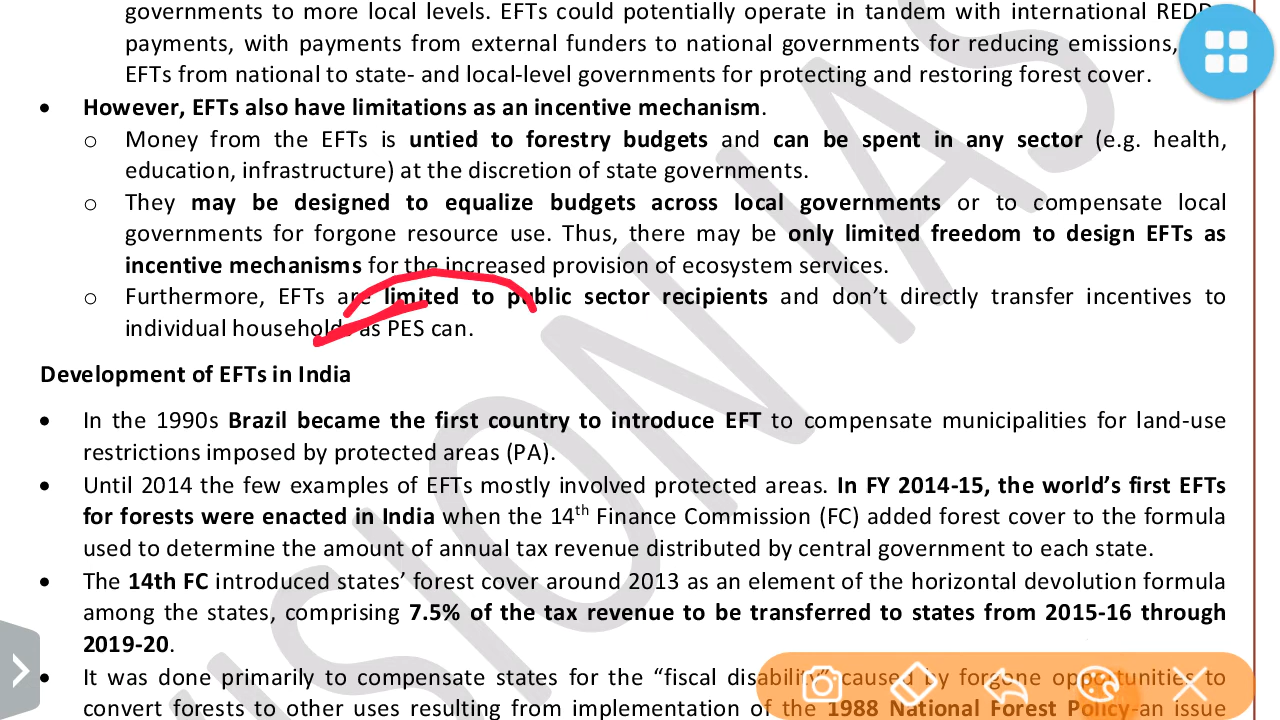 governments to more local levels. EFTs could potentially operate in tandem with international REDD
payments, with payments from external funders to national governments for reducing emissions,
EFTs from national to state- and local-level governments for protecting and restoring forest cover.
• However, EFTs also have limitations as an incentive mechanism.
o Money from the EFTs is untied to forestry budgets and can be spent in any sector (e.g. health,
education, infrastructure) at the discretion of state governments.
o They may be designed to equalize budgets across local governments or to compensate local
governments for forgone resource use. Thus, there may be only limited freedom to design EFTs as
incentive mechanisms for the increased provision of ecosystem services.
o Furthermore, EFTs are limited to public sector recipients and don’t directly transfer incentives to
individual households as PES can.
Development of EFTs in India
• In the 1990s Brazil became the first country to introduce EFT to compensate municipalities for land-use
restrictions imposed by protected areas (PA).
• Until 2014 the few examples of EFTs mostly involved protected areas. In FY 2014-15, the world’s first EFTs
for forests were enacted in India when the 14th Finance Commission (FC) added forest cover to the formula
used to determine the amount of annual tax revenue distributed by central government to each state.
• The 14th FC introduced states’ forest cover around 2013 as an element of the horizontal devolution formula
among the states, comprising 7.5% of the tax revenue to be transferred to states from 2015-16 through
2019-20.
• It was done primarily to compensate states for the “fiscal disability” caused by forgone opportunities to
convert forests to other uses resulting from implementation of the 1988 National Forest Policy-an issue
VISION IAS